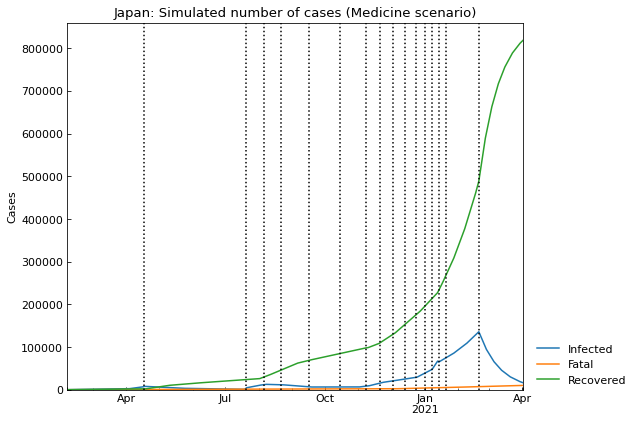 Japan: Simulated number of cases (Medicine scenario)
800000
700000
600000
500000
400000
300000
200000
100000
0
Cases
Apr
Jul
Oct
Jan
2021
Apr
Infected
Fatal
Recovered